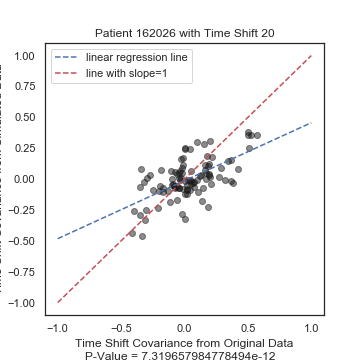 Patient 162026 with Time Shift 20
linear regression line
line with slope=1
1.00
0.75
0.50
0.25
0.00
−0.25
−0.50
−0.75
−1.00
−1.0
−0.5
0.0
0.5
1.0
Time Shift Covariance from Original Data
P-Value = 7.319657984778494e-12